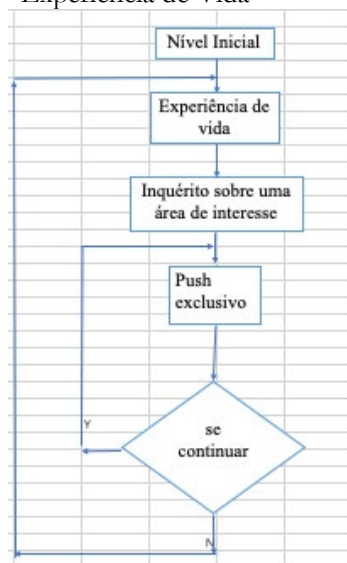 Experiência de Vida
Nível Inicial
Experiência de
vida
Inquérito sobre uma
área de interesse
Push
exclusivo
se
continuar
Y
N